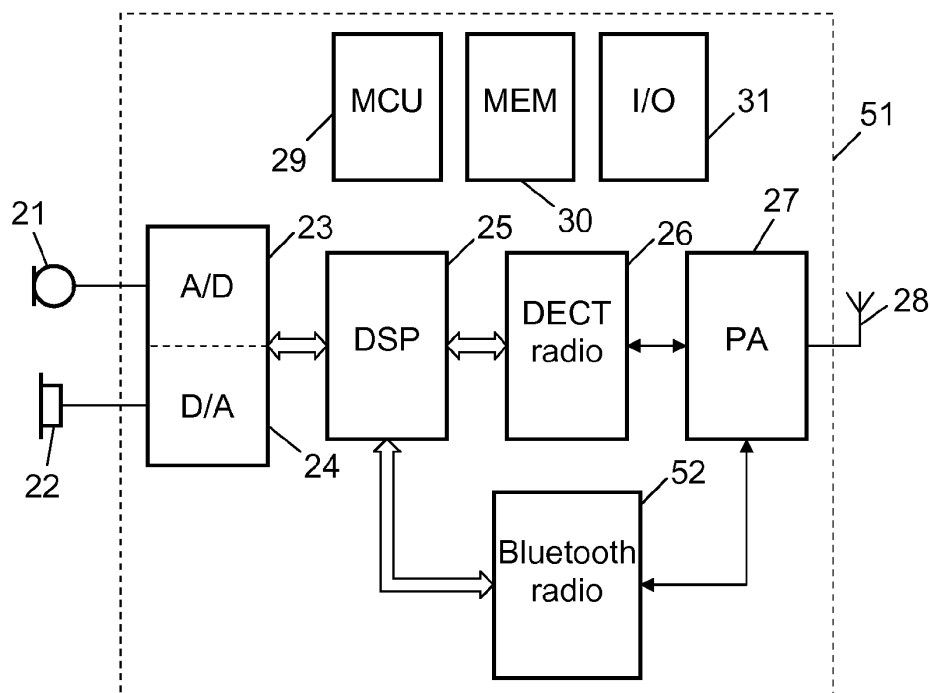 MCU
MEM
I/O
29
30
31
51
21
23
25
26
27
A/D
DSP
DECT
radio
PA
28
D/A
22
24
52
Bluetooth
radio